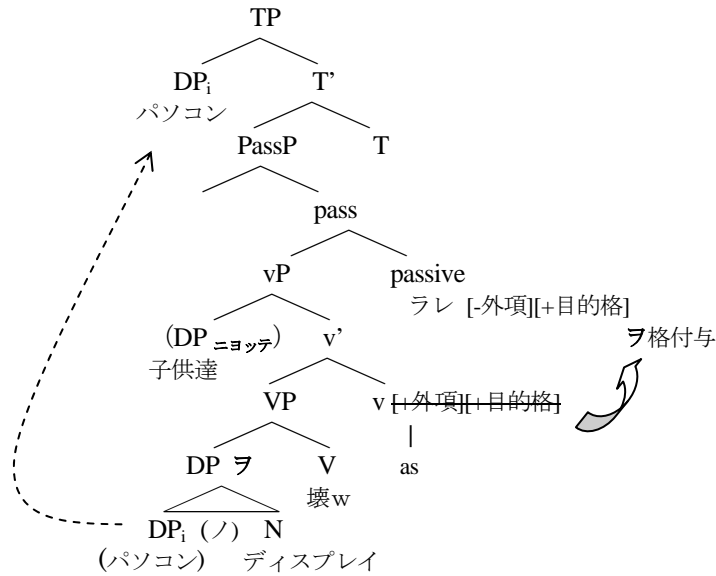 TP
DPi T’
パソコン
PassP T
pass
vP passive
ラレ [-外項][+目的格]
(DP ニヨッテ) v’ ヲ格付与
子供達
VP v [+外項][+目的格]
DP ヲ V as
壊w
DPi (ノ) N
(パソコン) ディスプレイ